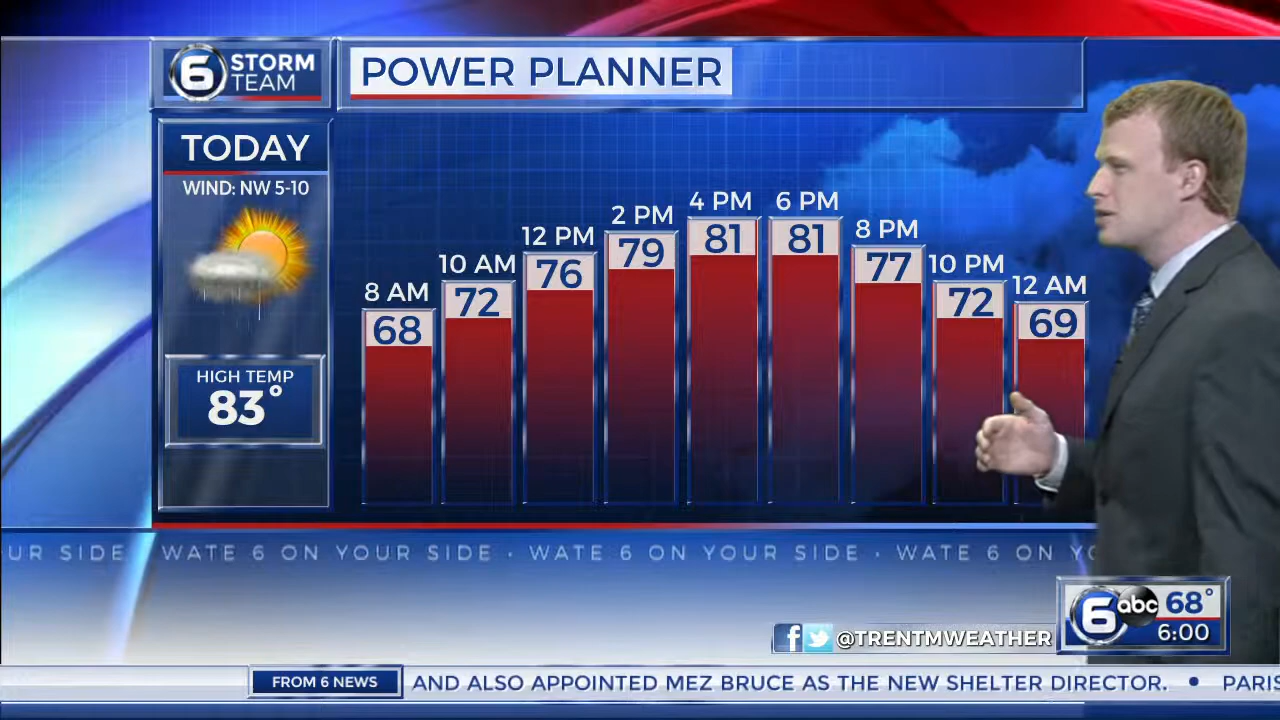 6 STORM TEAM
POWER PLANNER
TODAY
WIND: NW 5-10
HIGH TEMP
83°
8 AM
68
10 AM
72
12 PM
76
2 PM
79
4 PM
81
6 PM
81
8 PM
77
10 PM
72
12 AM
69
UR SIDE WATE 6 ON YOUR SIDE · WATE 6 ON YOUR SIDE · WATE 6 ON YO
f @TRENTMWEATHER
6 abc 68°
6:00
FROM 6 NEWS AND ALSO APPOINTED MEZ BRUCE AS THE NEW SHELTER DIRECTOR. • PARIS